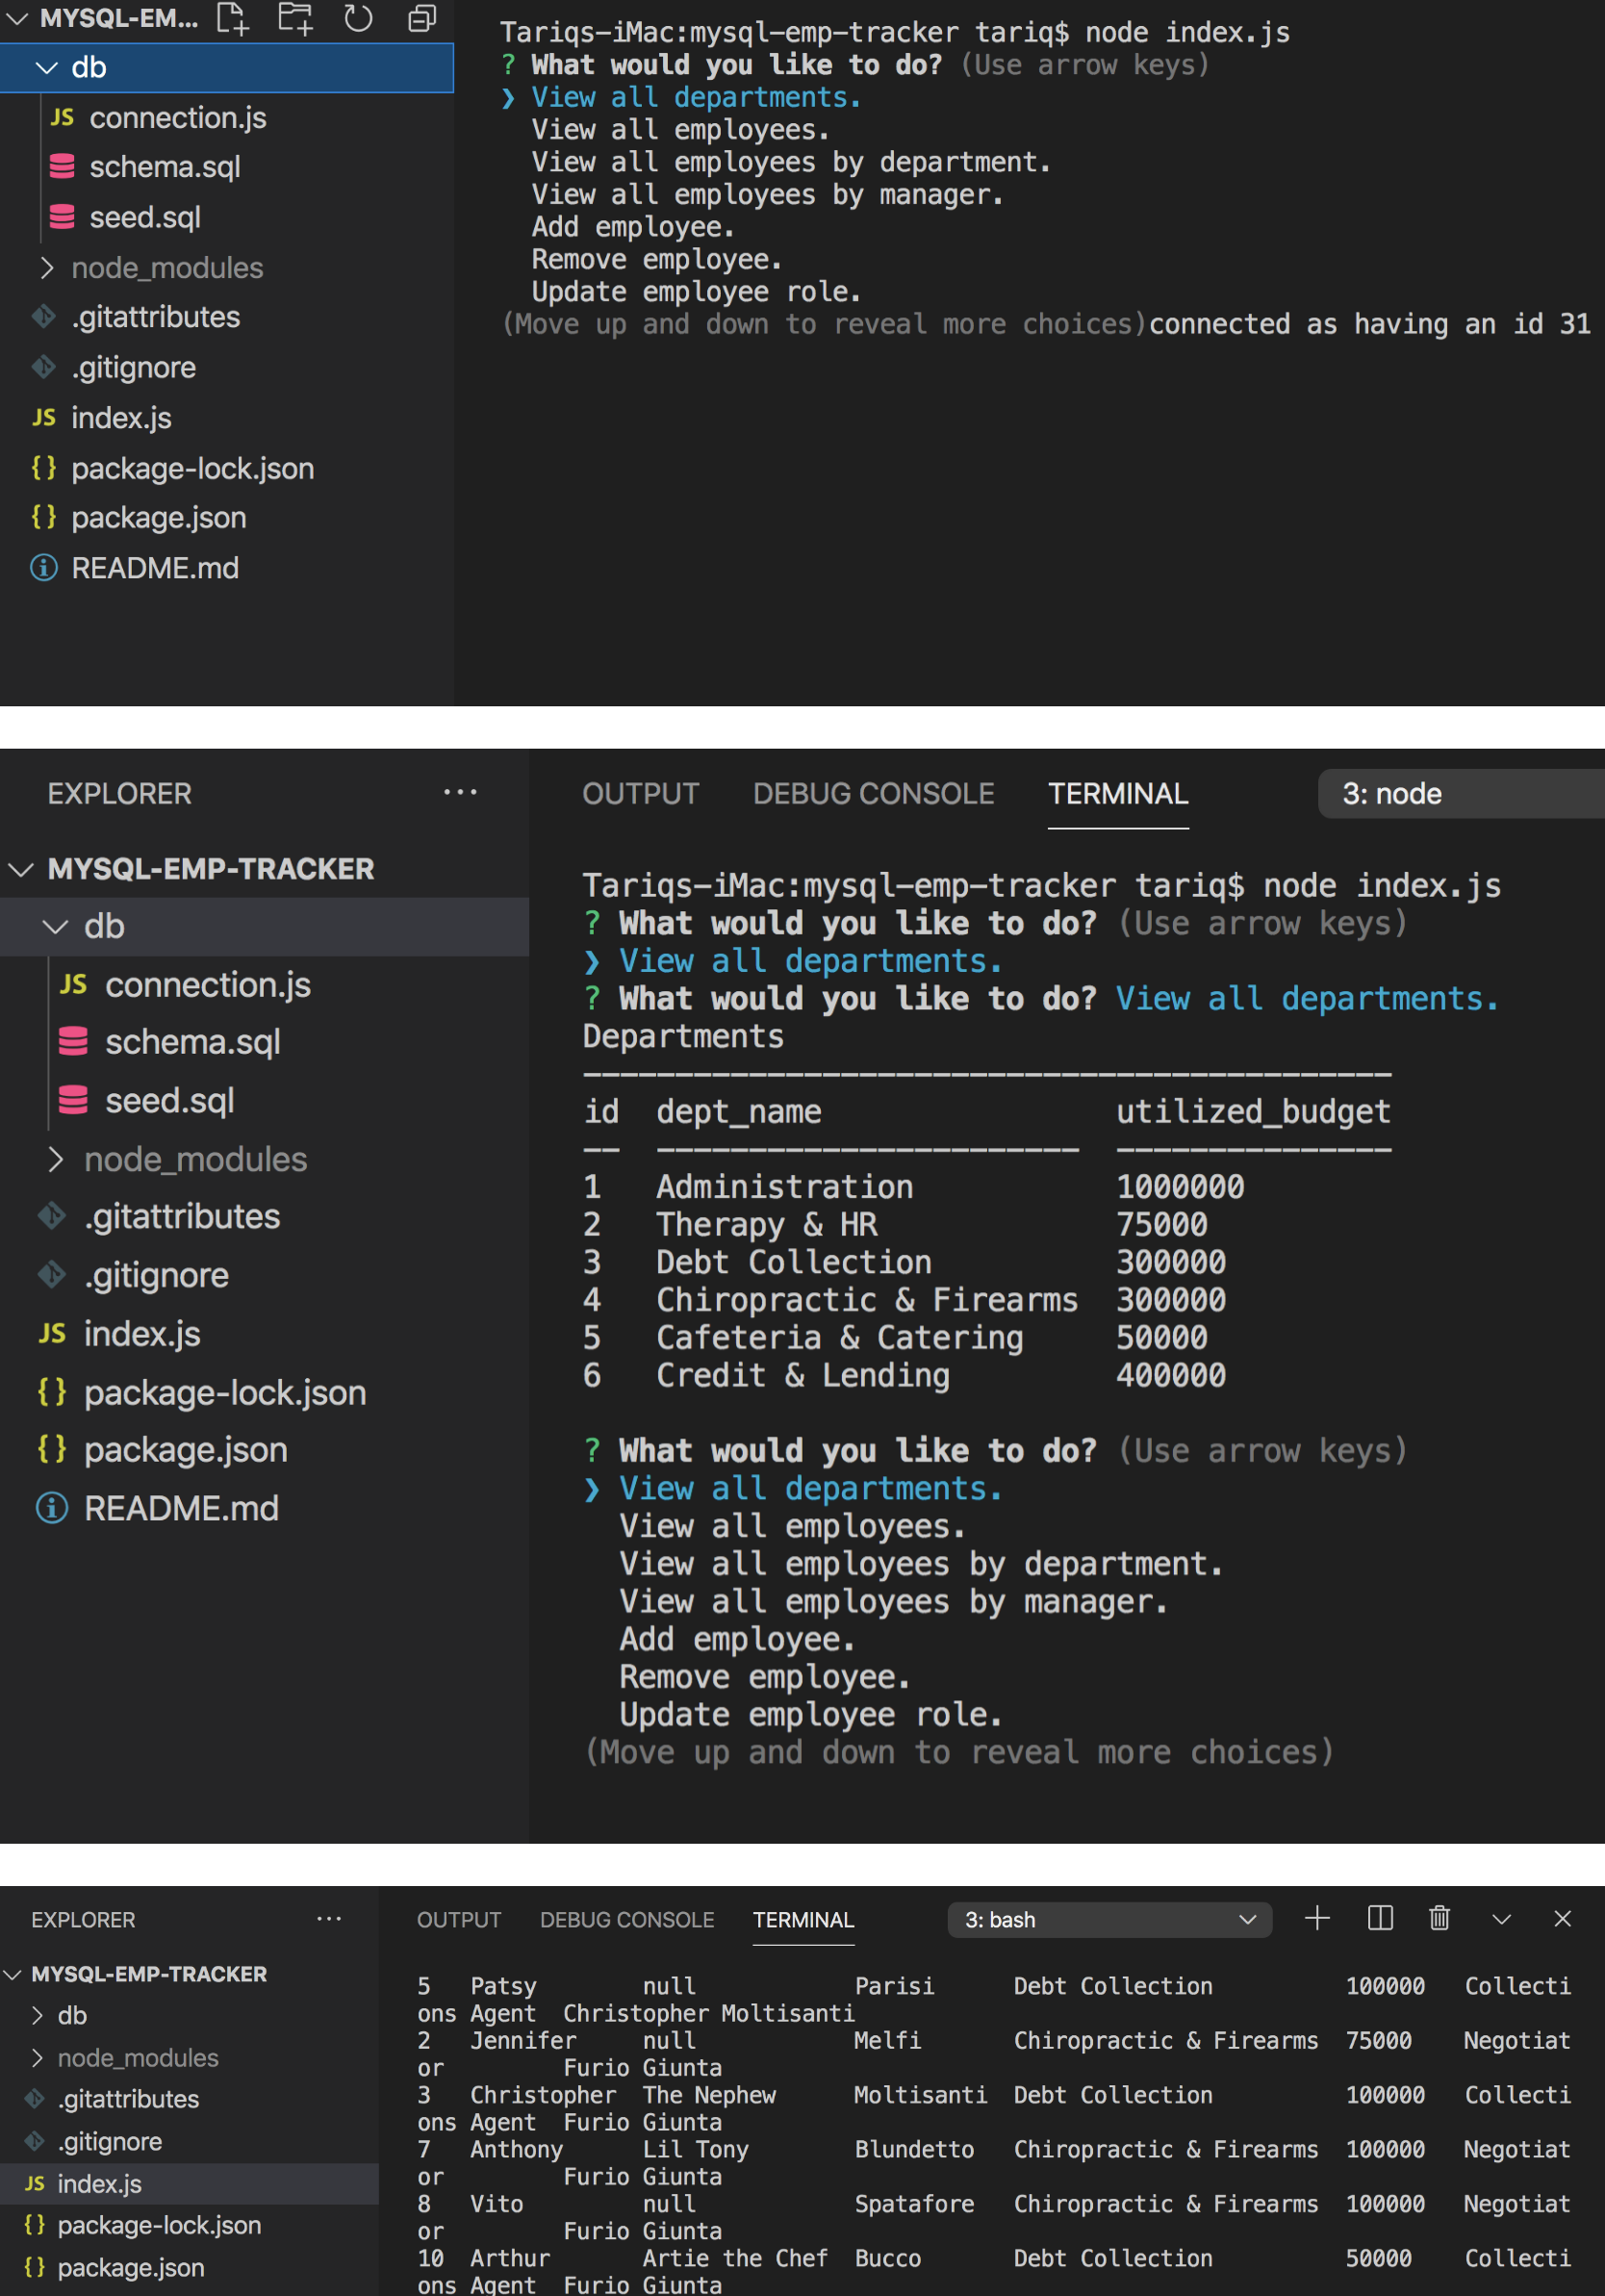 MYSQL-EM...
db
connection.js
schema.sql
seed.sql
node_modules
.gitattributes
.gitignore
index.js
package-lock.json
package.json
README.md
Tariqs-iMac:mysql-emp-tracker tariq$ node index.js
? What would you like to do? (Use arrow keys)
❯ View all departments.
View all employees.
View all employees by department.
View all employees by manager.
Add employee.
Remove employee.
Update employee role.
(Move up and down to reveal more choices)connected as having an id 31
EXPLORER
MYSQL-EMP-TRACKER
db
connection.js
schema.sql
seed.sql
node_modules
.gitattributes
.gitignore
index.js
package-lock.json
package.json
README.md
OUTPUT DEBUG CONSOLE TERMINAL 3: node
Tariqs-iMac:mysql-emp-tracker tariq$ node index.js
? What would you like to do? (Use arrow keys)
❯ View all departments.
? What would you like to do? View all departments.
Departments
--------------------------------------------
id dept_name utilized_budget
-- ----------------------- ---------------
1 Administration 1000000
2 Therapy & HR 75000
3 Debt Collection 300000
4 Chiropractic & Firearms 300000
5 Cafeteria & Catering 50000
6 Credit & Lending 400000
? What would you like to do? (Use arrow keys)
❯ View all departments.
View all employees.
View all employees by department.
View all employees by manager.
Add employee.
Remove employee.
Update employee role.
(Move up and down to reveal more choices)
EXPLORER
MYSQL-EMP-TRACKER
db
node_modules
.gitattributes
.gitignore
index.js
package-lock.json
package.json
OUTPUT DEBUG CONSOLE TERMINAL 3: bash
5 Patsy null Parisi Debt Collection 100000 Collecti
ons Agent Christopher Moltisanti
2 Jennifer null Melfi Chiropractic & Firearms 75000 Negotiat
or Furio Giunta
3 Christopher The Nephew Moltisanti Debt Collection 100000 Collecti
ons Agent Furio Giunta
7 Anthony Lil Tony Blundetto Chiropractic & Firearms 100000 Negotiat
or Furio Giunta
8 Vito null Spatafore Chiropractic & Firearms 100000 Negotiat
or Furio Giunta
10 Arthur Artie the Chef Bucco Debt Collection 50000 Collecti
ons Agent Furio Giunta